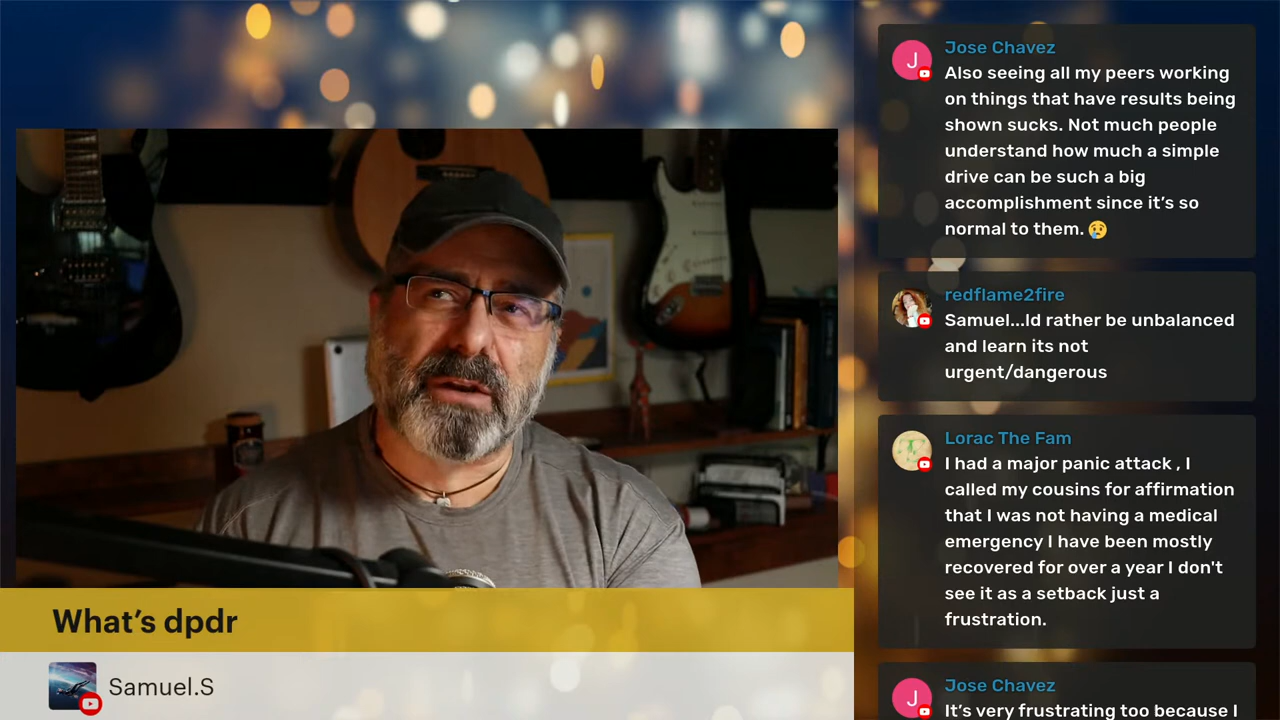 Jose Chavez
Also seeing all my peers working
on things that have results being
shown sucks. Not much people
understand how much a simple
drive can be such a big
accomplishment since it’s so
normal to them. 😢
redflame2fire
Samuel...Id rather be unbalanced
and learn its not
urgent/dangerous
Lorac The Fam
I had a major panic attack , I
called my cousins for affirmation
that I was not having a medical
emergency I have been mostly
recovered for over a year I don't
see it as a setback just a
frustration.
Jose Chavez
It’s very frustrating too because I
What’s dpdr
Samuel.S